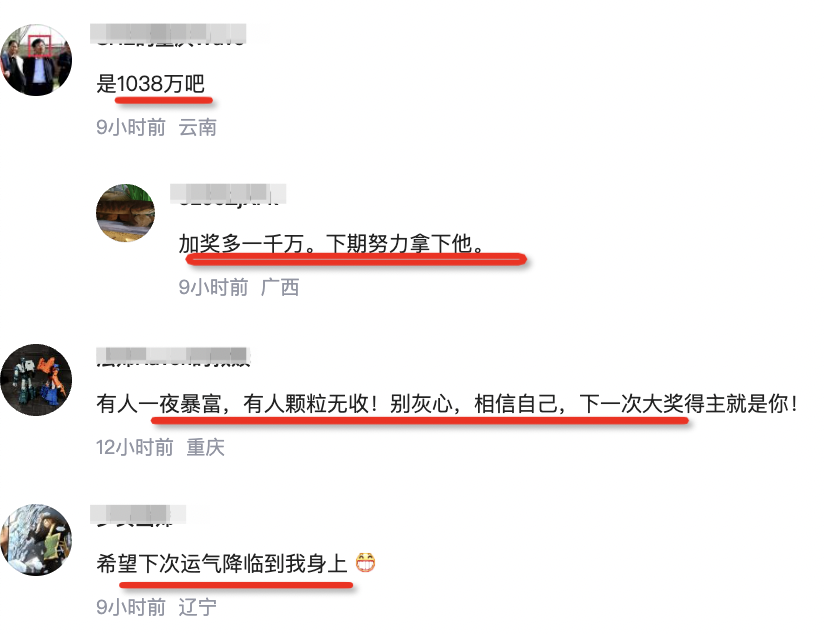 是1038万吧
9小时前 云南
加奖多一千万。下期努力拿下他。
9小时前 广西
有人一夜暴富，有人颗粒无收！别灰心，相信自己，下一次大奖得主就是你！
12小时前 重庆
希望下次运气降临到我身上
9小时前 辽宁